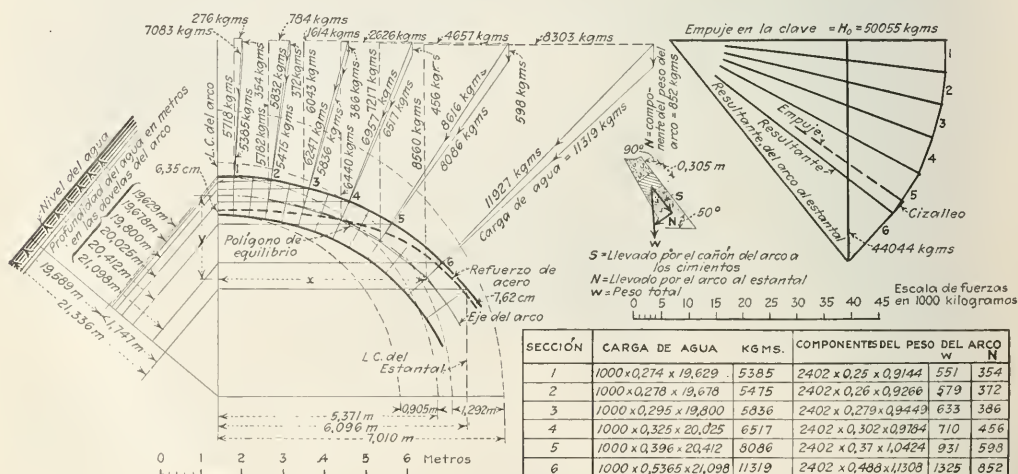 276 kgms
7083 kgms
784 kgms
1614 kgms
2626 kgms
4657 kgms
8303 kgms
L.C. del arco
5718 kgms
5385 kgms
5782 kgms, 354 kgms
5832 kgms
5475 kgms
372 kgms
6043 kgms
6247 kgms
5836 kgms
386 kgms
6440 kgms
6957
7217 kgms
6517 kgms
456 kgrs
8560 kgms
8616 kgms
8086 kgms
598 kgms
11927 kgms
Carga de agua = 11319 kgms
N = componente del peso del arco = 852 kgms
Nivel del agua
Profundidad del agua en metros
en las dovelas del arco
6,35 cm.
19,629 m
19,678 m
19,800 m
20,025 m
20,412 m
21,098 m
19,589 m
21,336 m
1,747 m
Y
x
2
3
4
5
6
Polígono de
equilibrio
Refuerzo de
acero
7,62 cm
Eje del arco
L.C. del
Estantal
5,371 m
0,905 m
1,292 m
6,096 m
7,010 m
0 1 2 3 4 5 6 Metros
90°
0,305 m
50°
S
N
W
S = Llevado por el cañón del arco a
los cimientos
N = Llevado por el arco al estantal
W = Peso total
Empuje en la clave = H₀ = 50055 kgms
1
2
3
4
5
6
Empuje
Resultante
Resultante del arco al estantal
Cizalleo
44044 kgms
Escala de fuerzas
en 1000 kilogramos
0 5 10 15 20 25 30 35 40 45
SECCIÓN CARGA DE AGUA KGMS. COMPONENTES DEL PESO DEL ARCO
W N
1 1000 x 0,274 x 19,629 5385 2402 x 0,25 x 0,9144 551 354
2 1000 x 0,278 x 19,678 5475 2402 x 0,26 x 0,9266 579 372
3 1000 x 0,295 x 19,800 5836 2402 x 0,279 x 0,9449 633 386
4 1000 x 0,325 x 20,025 6517 2402 x 0,302 x 0,9784 710 456
5 1000 x 0,396 x 20,412 8086 2402 x 0,37 x 1,0424 931 598
6 1000 x 0,5365 x 21,098 11319 2402 x 0,488 x 1,1308 1325 852